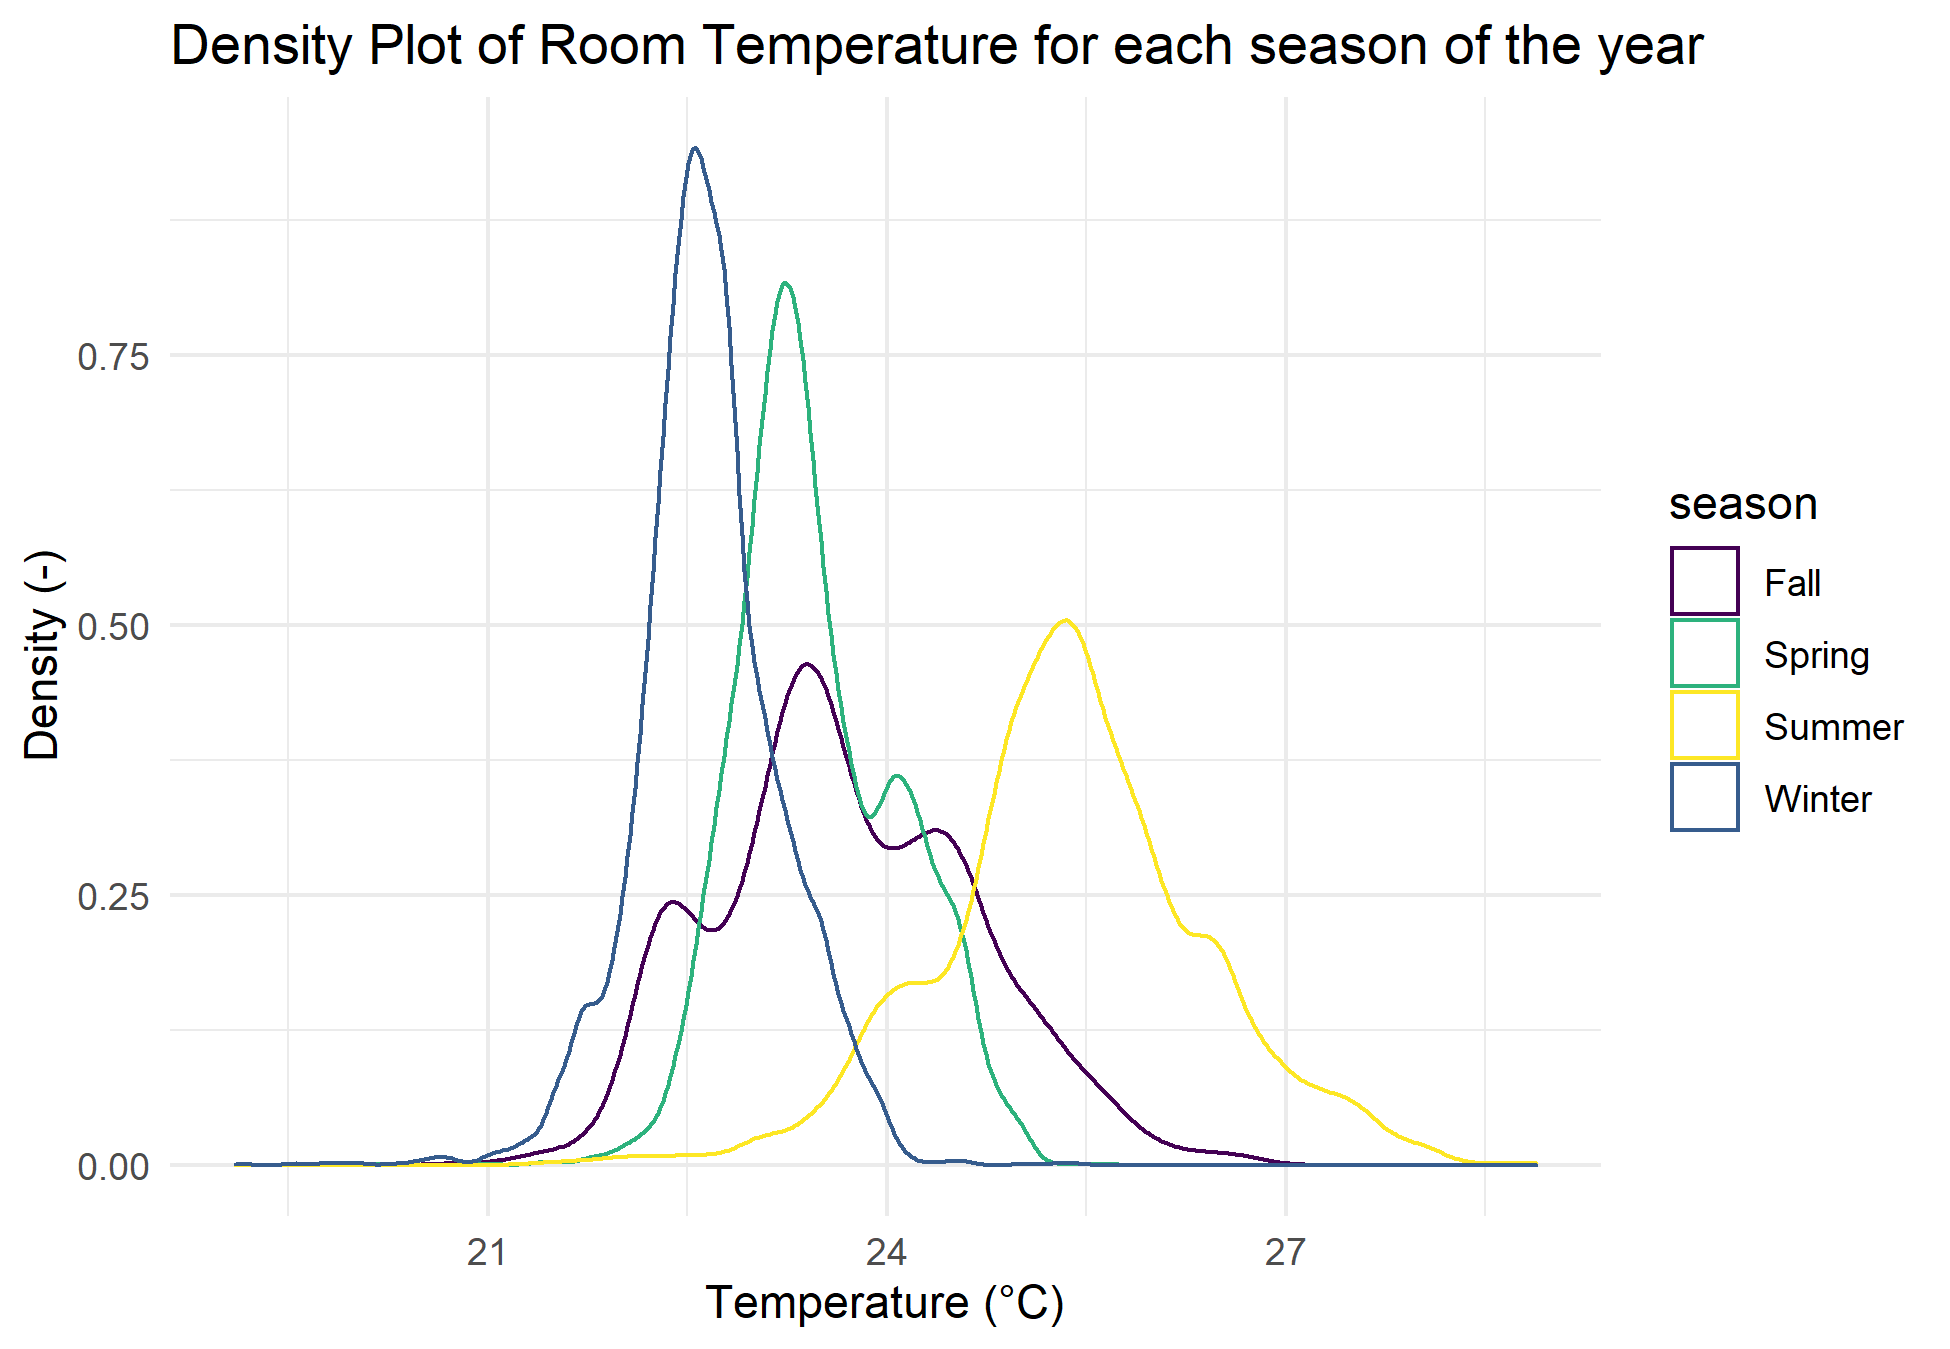 Density Plot of Room Temperature for each season of the year
Density (-)
0.75
0.50
0.25
0.00
21
24
27
Temperature (°C)
season
Fall
Spring
Summer
Winter